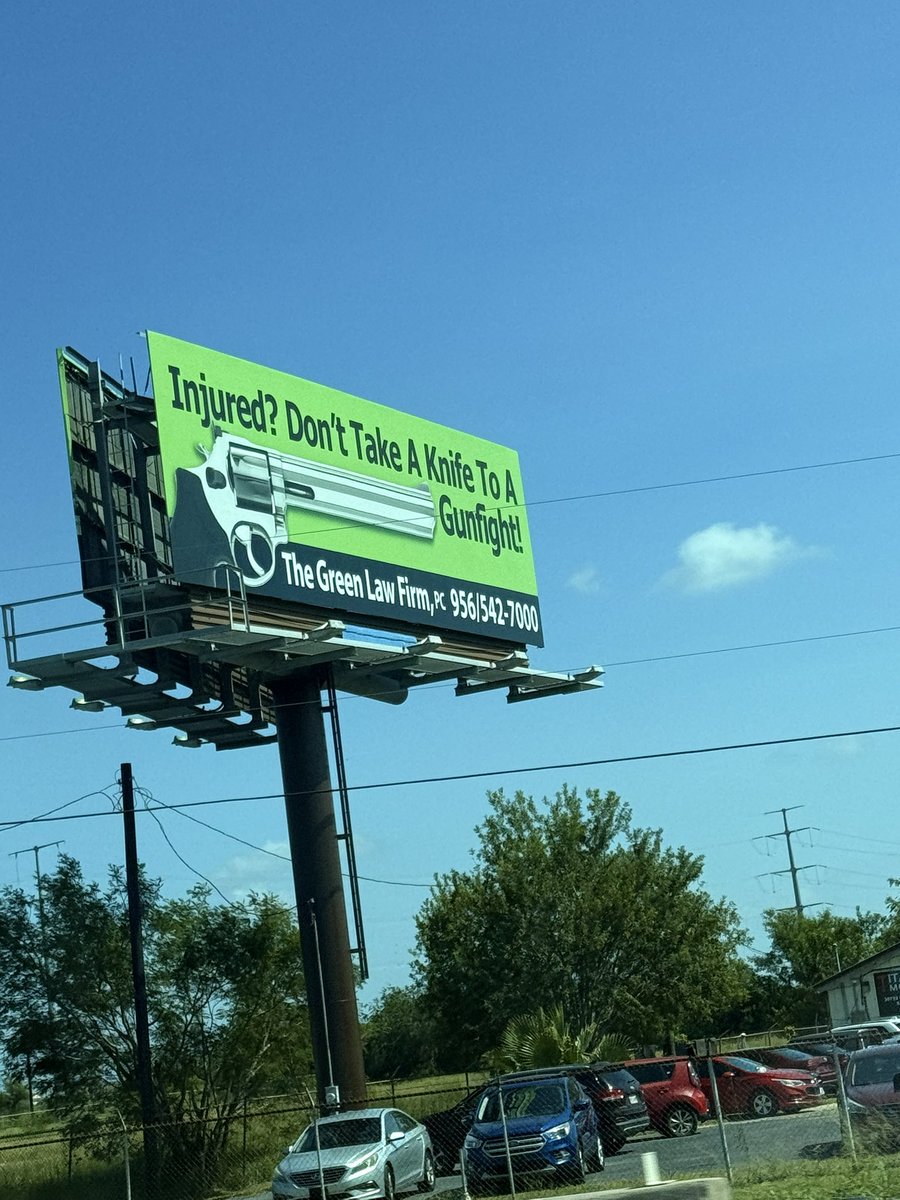 Injured? Don't Take A Knife To A
Gunfight!
The Green Law Firm, PC 956|542-7000